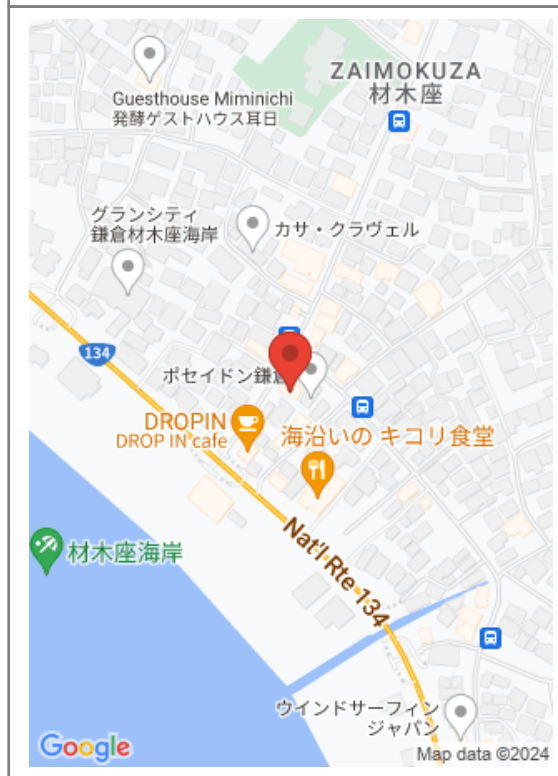 ZAIMOKUZA
材木座
Guesthouse Miminichi
発酵ゲストハウス耳日
グランシティ
鎌倉材木座海岸
カサ・クラヴェル
134
ポセイドン鎌倉
DROPIN
DROP IN cafe
海沿いの キコリ食堂
Nat'l Rte 134
材木座海岸
ウインドサーフィン
ジャパン
Google
Map data ©2024